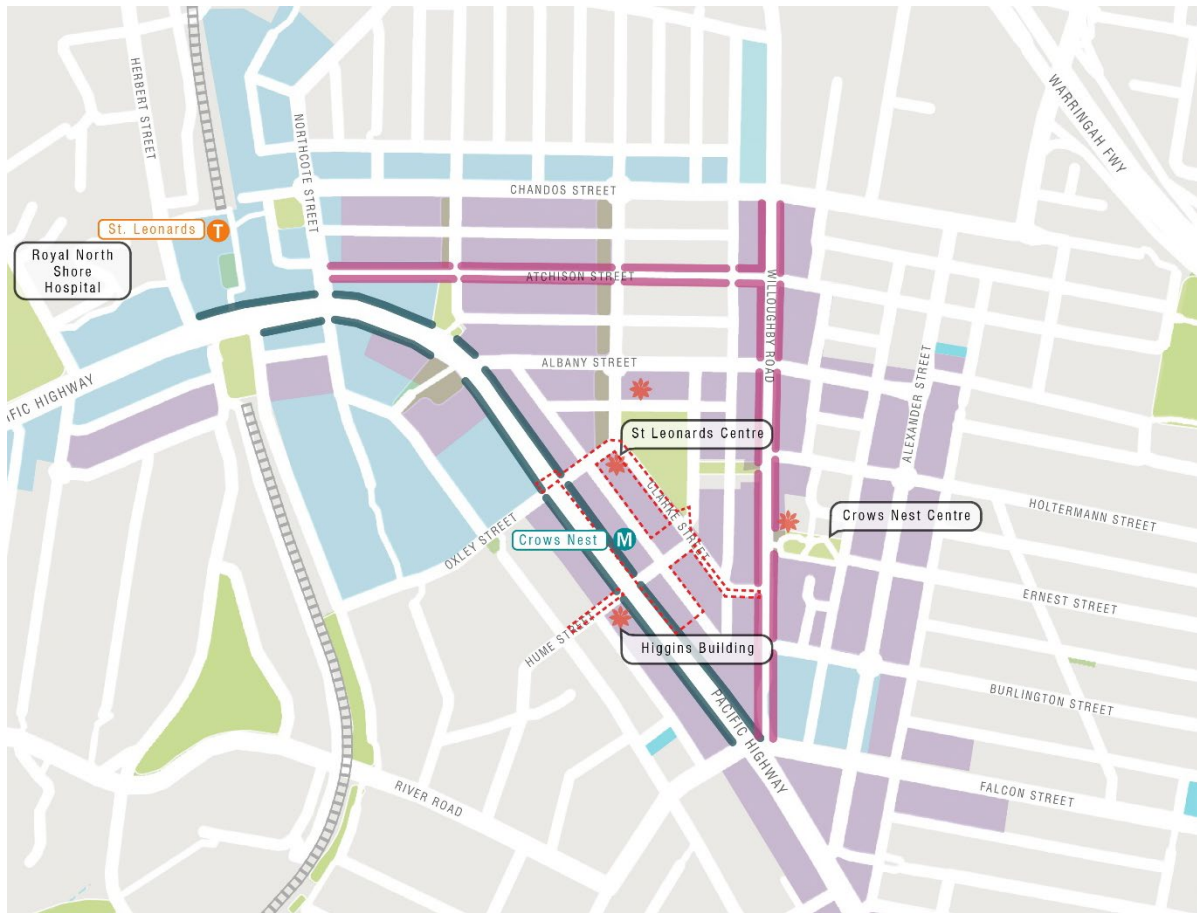 HERBERT STREET
NORTHCOTE STREET
WARRINGAH FWY
CHANDOS STREET
St. Leonards T
Royal North
Shore
Hospital
ATCHISON STREET
WILLOUGHBY ROAD
ALBANY STREET
ALEXANDER STREET
IFIC HIGHWAY
St Leonards Centre
CLARKE STREET
HOLTERMANN STREET
Crows Nest Centre
OXLEY STREET
Crows Nest M
ERNEST STREET
HUME STREET
Higgins Building
BURLINGTON STREET
PACIFIC HIGHWAY
RIVER ROAD
FALCON STREET